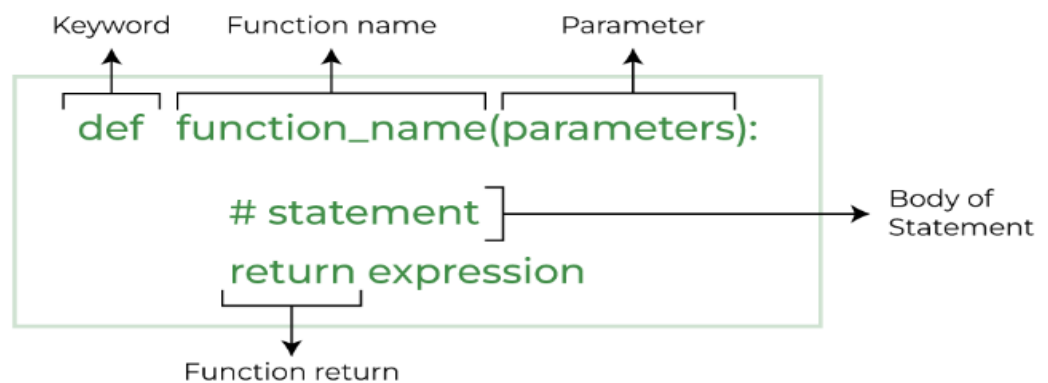 Keyword Function name Parameter
def function_name(parameters):
# statement
Body of
Statement
return expression
Function return